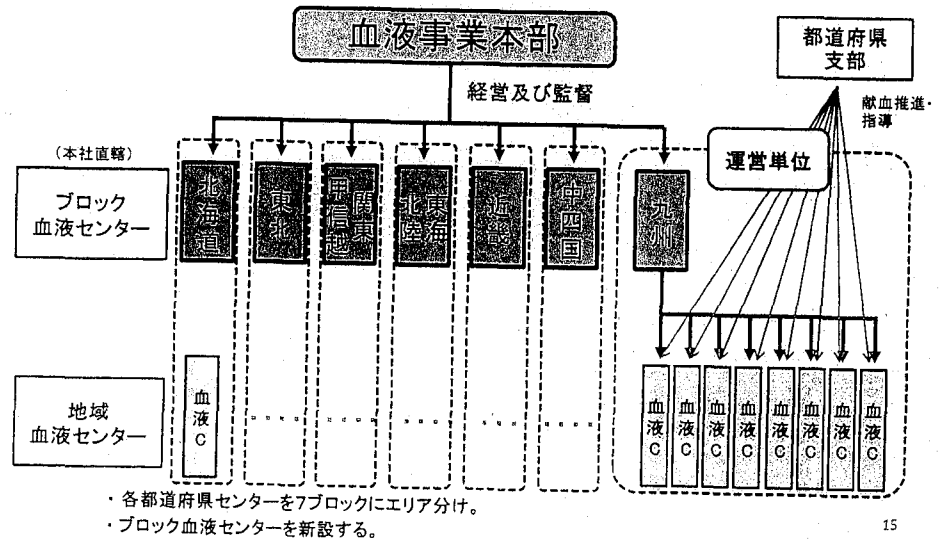 血液事業本部
都道府県
支部
経営及び監督
献血推進・
指導
(本社直轄)
運営単位
ブロック
血液センター
北海道
東北
関東
甲信越
東海
北陸
近畿
中四国
九州
地域
血液センター
血液C
血液C
血液C
血液C
血液C
血液C
血液C
血液C
血液C
・各都道府県センターを7ブロックにエリア分け。
・ブロック血液センターを新設する。
15